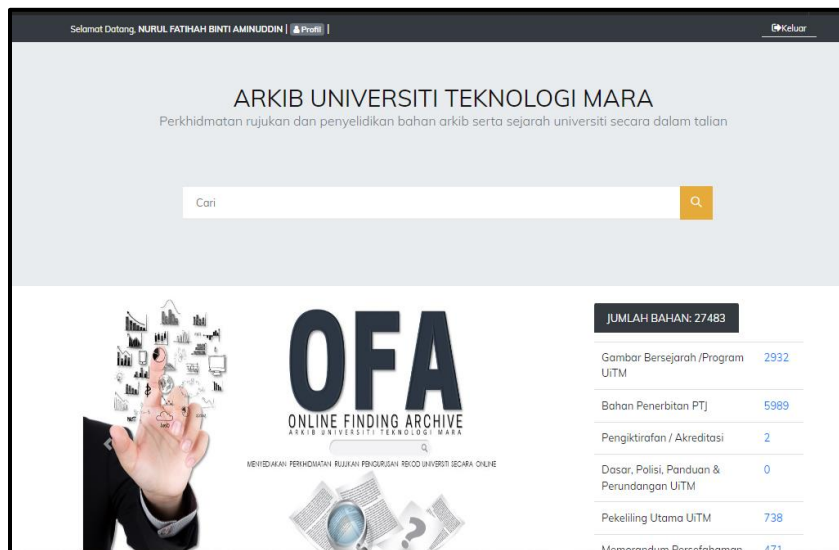 Selamat Datang, NURUL FATIHAH BINTI AMINUDDIN | Profil |
Keluar
ARKIB UNIVERSITI TEKNOLOGI MARA
Perkhidmatan rujukan dan penyelidikan bahan arkib serta sejarah universiti secara dalam talian
Cari
OFA
ONLINE FINDING ARCHIVE
ARKIB UNIVERSITI TEKNOLOGI MARA
MENYEDIAKAN PERKHIDMATAN RUJUKAN PENGURUSAN REKOD UNIVERSITI SECARA ONLINE
JUMLAH BAHAN: 27483
Gambar Bersejarah /Program 2932
UiTM
Bahan Penerbitan PTJ 5989
Pengiktirafan / Akreditasi 2
Dasar, Polisi, Panduan & 0
Perundangan UiTM
Pekeliling Utama UiTM 738
Memorandum Persefahaman 471